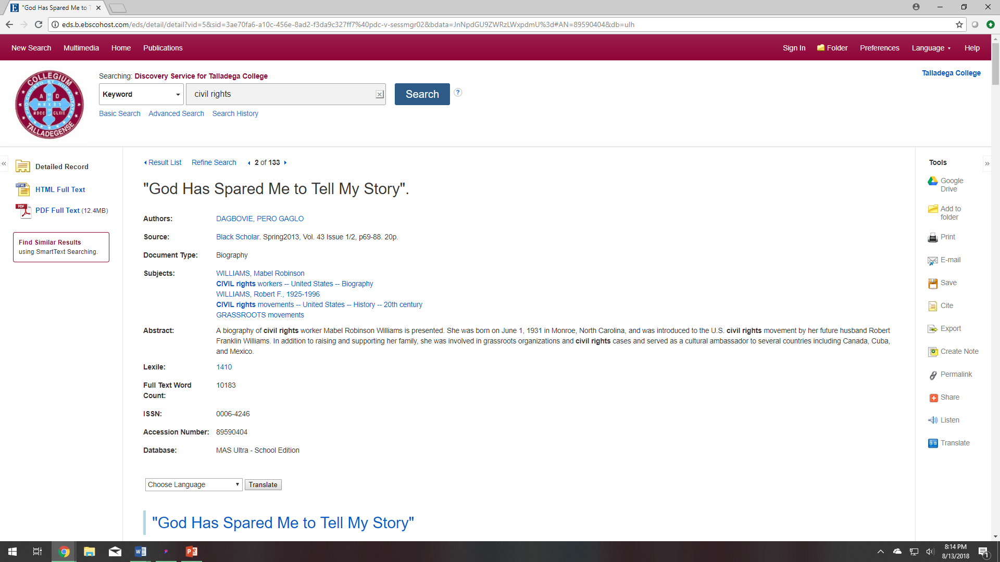 "God Has Spared Me to T
eds.b.ebscohost.com/eds/detail/detail?vid=5&sid=3ae70fa6-a10c-456e-8ad2-f3da9c327ff7%40pdc-v-sessmgr02&bdata=JnNpdGU9ZWRzLWxpdmU%3d#AN=89590404&db=ulh
New Search Multimedia Home Publications Sign In Folder Preferences Language Help
COLLEGIUM
TALLADEGENSE
A D
MDCC CLXIX
Searching: Discovery Service for Talladega College
Talladega College
Keyword civil rights Search ?
Basic Search Advanced Search Search History
« Detailed Record
HTML Full Text
PDF Full Text (12.4MB)
Find Similar Results
using SmartText Searching.
Result List Refine Search 2 of 133
"God Has Spared Me to Tell My Story".
Authors: DAGBOVIE, PERO GAGLO
Source: Black Scholar. Spring2013, Vol. 43 Issue 1/2, p69-88. 20p.
Document Type: Biography
Subjects: WILLIAMS, Mabel Robinson
CIVIL rights workers -- United States -- Biography
WILLIAMS, Robert F., 1925-1996
CIVIL rights movements -- United States -- History -- 20th century
GRASSROOTS movements
Abstract: A biography of civil rights worker Mabel Robinson Williams is presented. She was born on June 1, 1931 in Monroe, North Carolina, and was introduced to the U.S. civil rights movement by her future husband Robert
Franklin Williams. In addition to raising and supporting her family, she was involved in grassroots organizations and civil rights cases and served as a cultural ambassador to several countries including Canada, Cuba,
and Mexico.
Lexile: 1410
Full Text Word 10183
Count:
ISSN: 0006-4246
Accession Number: 89590404
Database: MAS Ultra - School Edition
Choose Language Translate
"God Has Spared Me to Tell My Story"
Tools »
Google
Drive
Add to
folder
Print
E-mail
Save
Cite
Export
Create Note
Permalink
Share
Listen
Translate
8:14 PM
8/13/2018
1